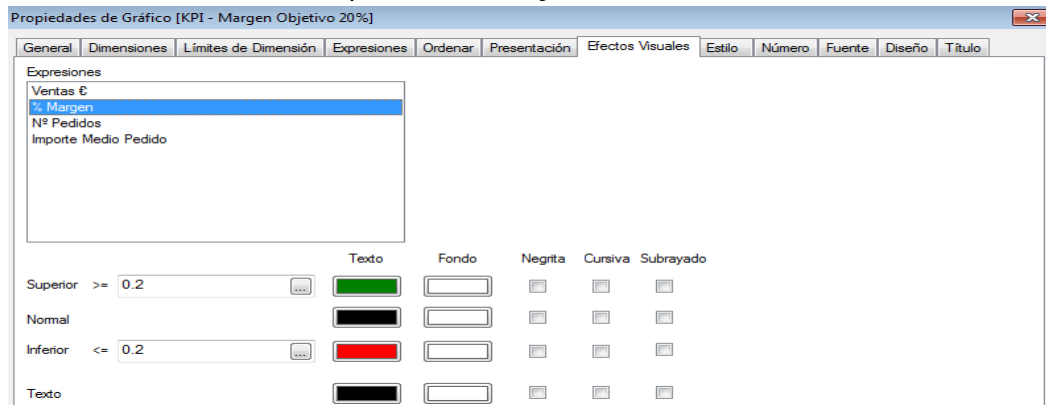 Propiedades de Gráfico [KPI - Margen Objetivo 20%]
General Dimensiones Límites de Dimensión Expresiones Ordenar Presentación Efectos Visuales Estilo Número Fuente Diseño Título
Expresiones
Ventas €
% Margen
Nº Pedidos
Importe Medio Pedido
Texto Fondo Negrita Cursiva Subrayado
Superior >= 0.2 ...
Normal
Inferior <= 0.2 ...
Texto